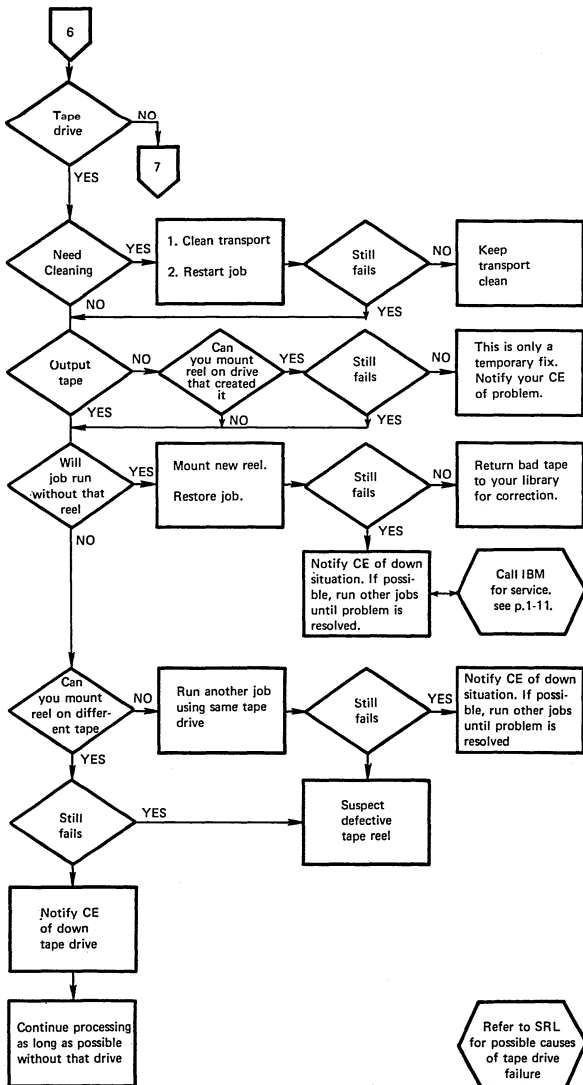 6
Tape
drive
NO
7
YES
Need
Cleaning
YES
1. Clean transport
2. Restart job
Still
fails
NO
Keep
transport
clean
NO
YES
Output
tape
NO
Can
you mount
reel on drive
that created
it
YES
Still
fails
NO
This is only a
temporary fix.
Notify your CE
of problem.
YES
NO
YES
Will
job run
without that
reel
YES
Mount new reel.
Restore job.
Still
fails
NO
Return bad tape
to your library
for correction.
NO
YES
Notify CE of down
situation. If possi-
ble, run other jobs
until problem is
resolved.
Call IBM
for service.
see p.1-11.
Can
you mount
reel on differ-
ent tape
NO
Run another job
using same tape
drive
Still
fails
YES
Notify CE of down
situation. If possi-
ble, run other jobs
until problem is
resolved
YES
Still
fails
YES
Suspect
defective
tape reel
Notify CE
of down
tape drive
Continue processing
as long as possible
without that drive
Refer to SRL
for possible causes
of tape drive
failure